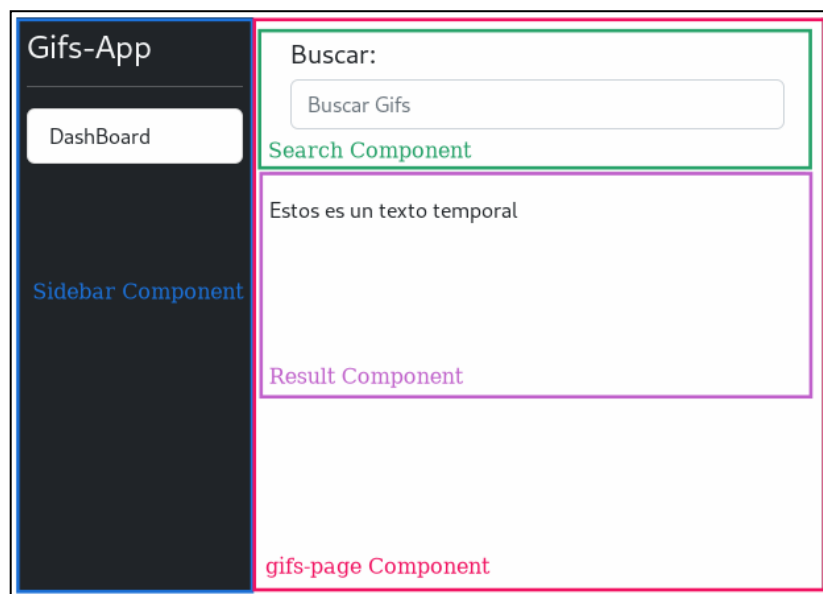 Gifs-App
DashBoard
Sidebar Component
Buscar:
Buscar Gifs
Search Component
Estos es un texto temporal
Result Component
gifs-page Component